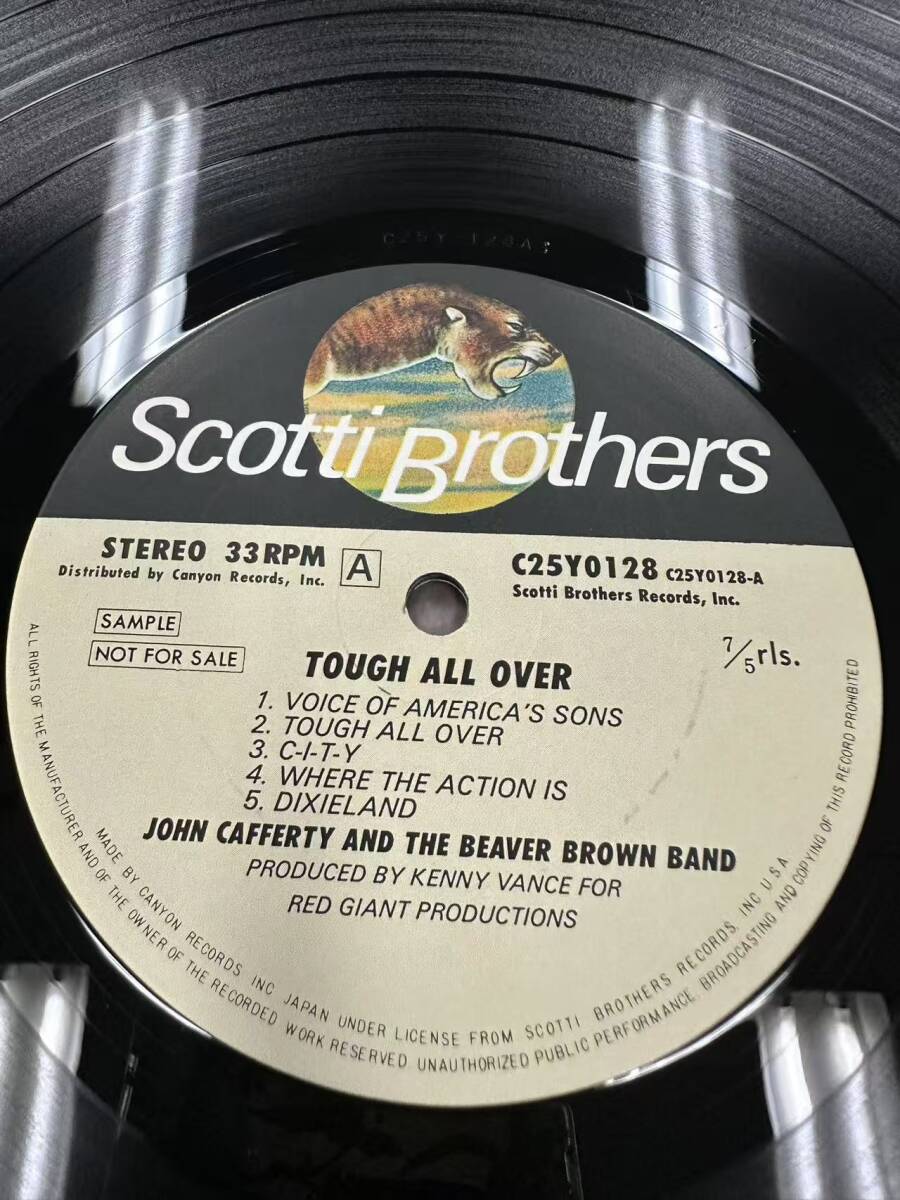 C25Y 128A
Scotti Brothers
STEREO 33RPM A
Distributed by Canyon Records, Inc.
C25Y0128 C25Y0128-A
Scotti Brothers Records, Inc.
SAMPLE
NOT FOR SALE
7/5 rls.
TOUGH ALL OVER
1. VOICE OF AMERICA'S SONS
2. TOUGH ALL OVER
3. C-I-T-Y
4. WHERE THE ACTION IS
5. DIXIELAND
JOHN CAFFERTY AND THE BEAVER BROWN BAND
PRODUCED BY KENNY VANCE FOR
RED GIANT PRODUCTIONS
MADE BY CANYON RECORDS INC JAPAN UNDER LICENSE FROM SCOTTI BROTHERS RECORDS, INC U.S.A
ALL RIGHTS OF THE MANUFACTURER AND OF THE OWNER OF THE RECORDED WORK RESERVED UNAUTHORIZED PUBLIC PERFORMANCE BROADCASTING AND COPYING OF THIS RECORD PROHIBITED